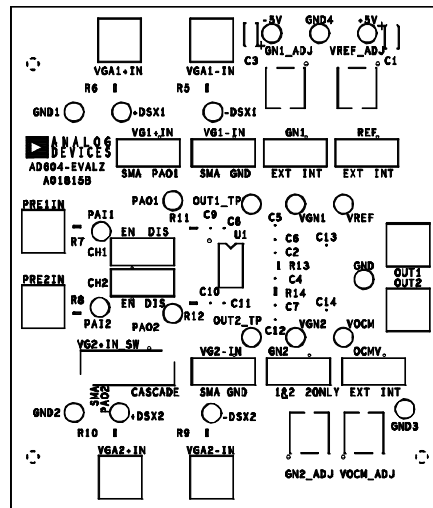 -5V GND4 +5V
VGA1+IN VGA1-IN C3 GN1_ADJ VREF_ADJ C1
R6 R5
GND1 +DSX1 -DSX1
VG1+IN VG1-IN GN1 REF
ANALOG
DEVICES
AD604-EVALZ
A01815B
SMA PAO1 SMA GND EXT INT EXT INT
PRE1IN PAI1 PAO1 OUT1_TP VGN1 VREF
R11 C9 C8 C5
R7 EN DIS U1 C6 C13
CH1 C2
R13 GND OUT1
PRE2IN CH2 C4 OUT2
R14
R8 EN DIS C10 C11 C7 C14
PAI2 PAO2 R12 C12
OUT2_TP VGN2 VOCM
VG2+IN_SW VG2-IN GN2 OCMV
SMA
PAO2
CASCADE SMA GND 1&2 2ONLY EXT INT
GND2 +DSX2 -DSX2 GND3
R10 R9
VGA2+IN VGA2-IN GN2_ADJ VOCM_ADJ